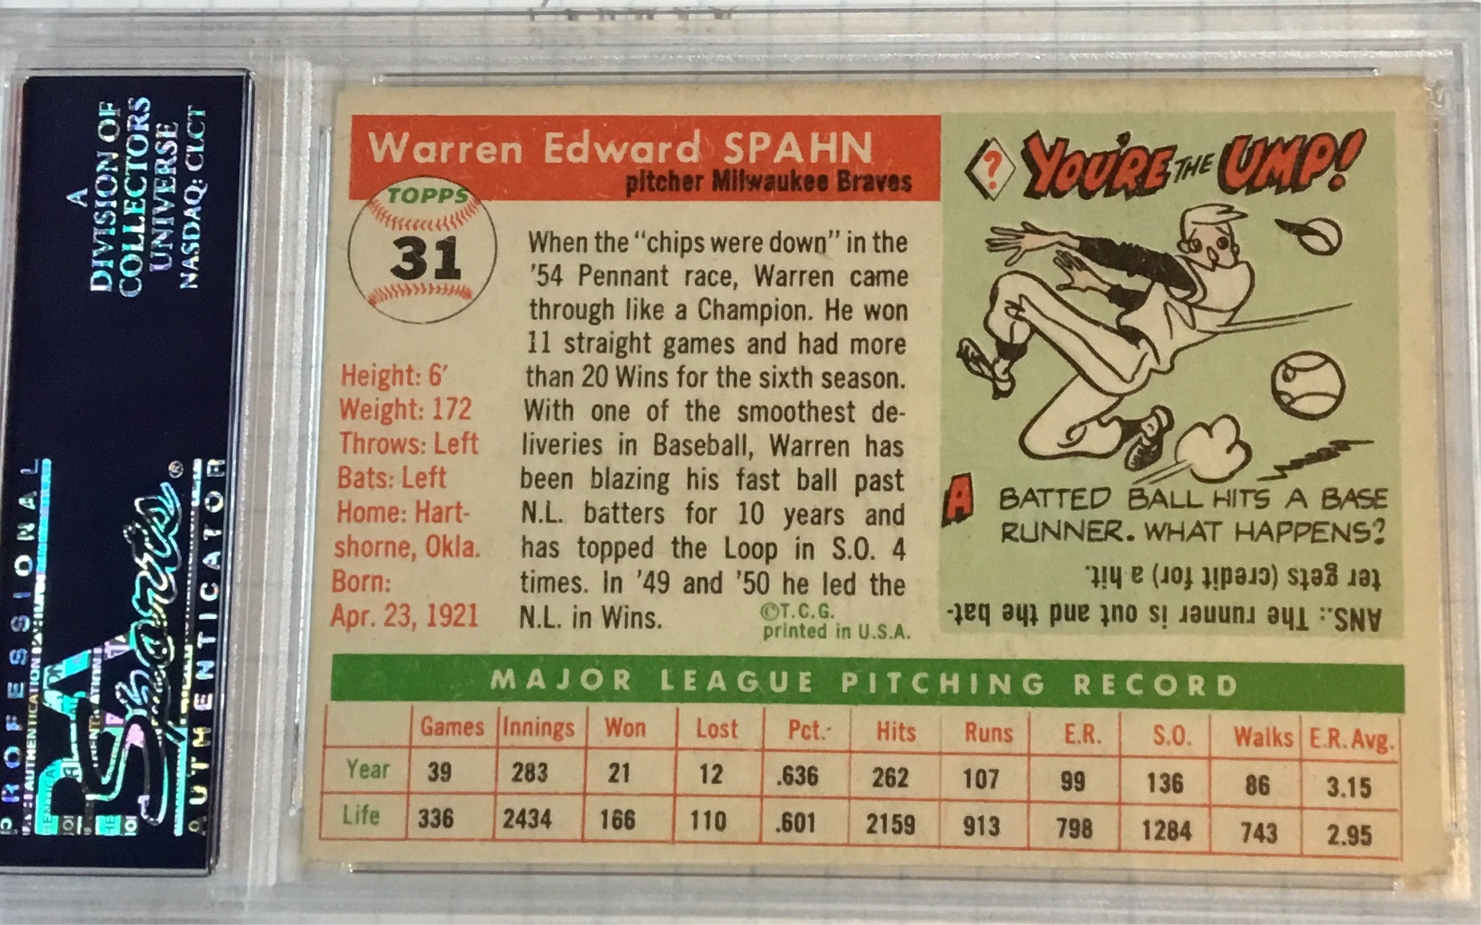 A
DIVISION OF
COLLECTORS
UNIVERSE
NASDAQ: CLCT
PROFESSIONAL
PSA
Sports®
AUTHENTICATOR
Warren Edward SPAHN
pitcher Milwaukee Braves
TOPPS
31
When the "chips were down" in the
'54 Pennant race, Warren came
through like a Champion. He won
11 straight games and had more
than 20 Wins for the sixth season.
With one of the smoothest de-
liveries in Baseball, Warren has
been blazing his fast ball past
N.L. batters for 10 years and
has topped the Loop in S.O. 4
times. In '49 and '50 he led the
N.L. in Wins.
©T.C.G.
printed in U.S.A.
Height: 6'
Weight: 172
Throws: Left
Bats: Left
Home: Hart-
shorne, Okla.
Born:
Apr. 23, 1921
? YOU'RE THE UMP!
A BATTED BALL HITS A BASE
RUNNER. WHAT HAPPENS?
ANS.: The runner is out and the bat-
ter gets (credit for) a hit.
MAJOR LEAGUE PITCHING RECORD
Games Innings Won Lost Pct. Hits Runs E.R. S.O. Walks E.R. Avg.
Year 39 283 21 12 .636 262 107 99 136 86 3.15
Life 336 2434 166 110 .601 2159 913 798 1284 743 2.95